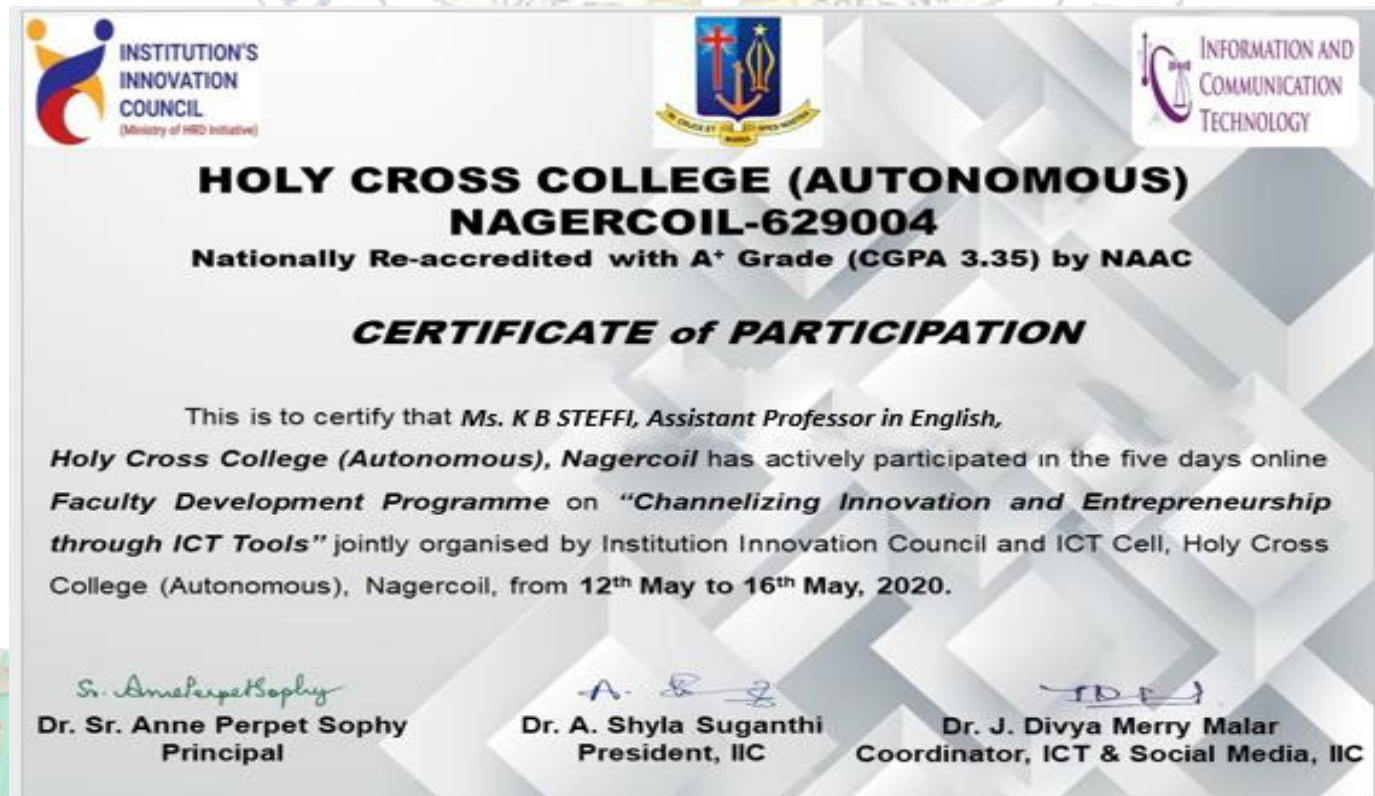 INSTITUTION'S
INNOVATION
COUNCIL
(Ministry of HRD Initiative)
INFORMATION AND
COMMUNICATION
TECHNOLOGY
HOLY CROSS COLLEGE (AUTONOMOUS)
NAGERCOIL-629004
Nationally Re-accredited with A+ Grade (CGPA 3.35) by NAAC
CERTIFICATE of PARTICIPATION
This is to certify that Ms. K B STEFFI, Assistant Professor in English,
Holy Cross College (Autonomous), Nagercoil has actively participated in the five days online
Faculty Development Programme on “Channelizing Innovation and Entrepreneurship
through ICT Tools” jointly organised by Institution Innovation Council and ICT Cell, Holy Cross
College (Autonomous), Nagercoil, from 12th May to 16th May, 2020.
Sr. AnnePerpetSophy
Dr. Sr. Anne Perpet Sophy
Principal
Dr. A. Shyla Suganthi
President, IIC
Dr. J. Divya Merry Malar
Coordinator, ICT & Social Media, IIC